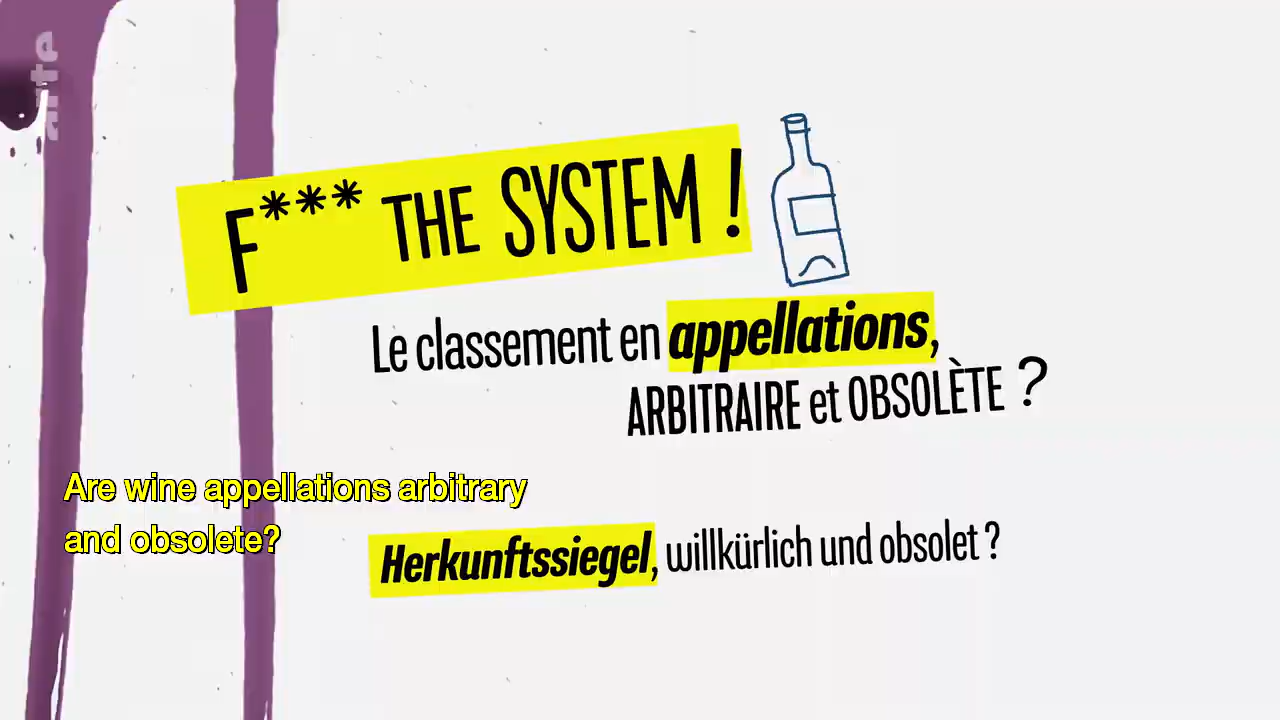 arte
F*** THE SYSTEM !
Le classement en appellations,
ARBITRAIRE et OBSOLÈTE ?
Are wine appellations arbitrary
and obsolete?
Herkunftssiegel, willkürlich und obsolet ?